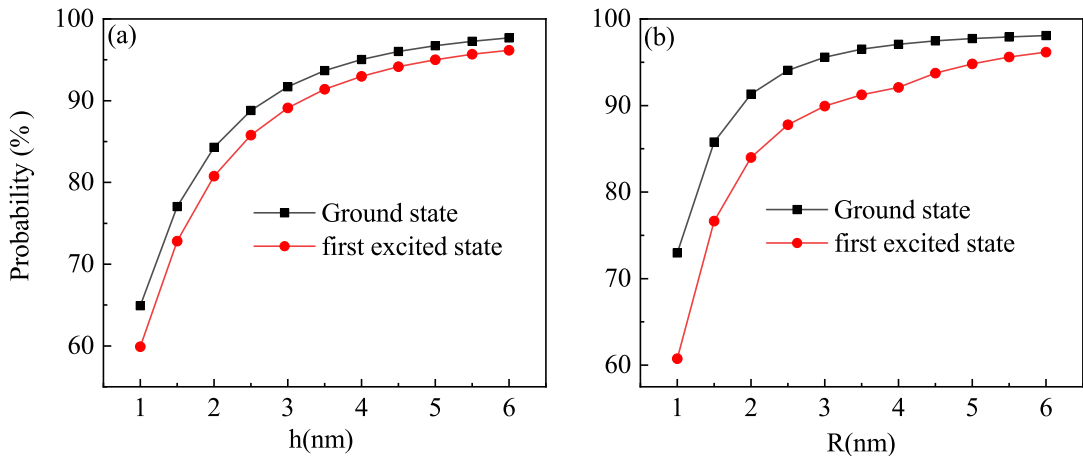 (a)
Probability (%)
100
90
80
70
60
Ground state
first excited state
1 2 3 4 5 6
h(nm)
(b)
100
90
80
70
60
Ground state
first excited state
1 2 3 4 5 6
R(nm)